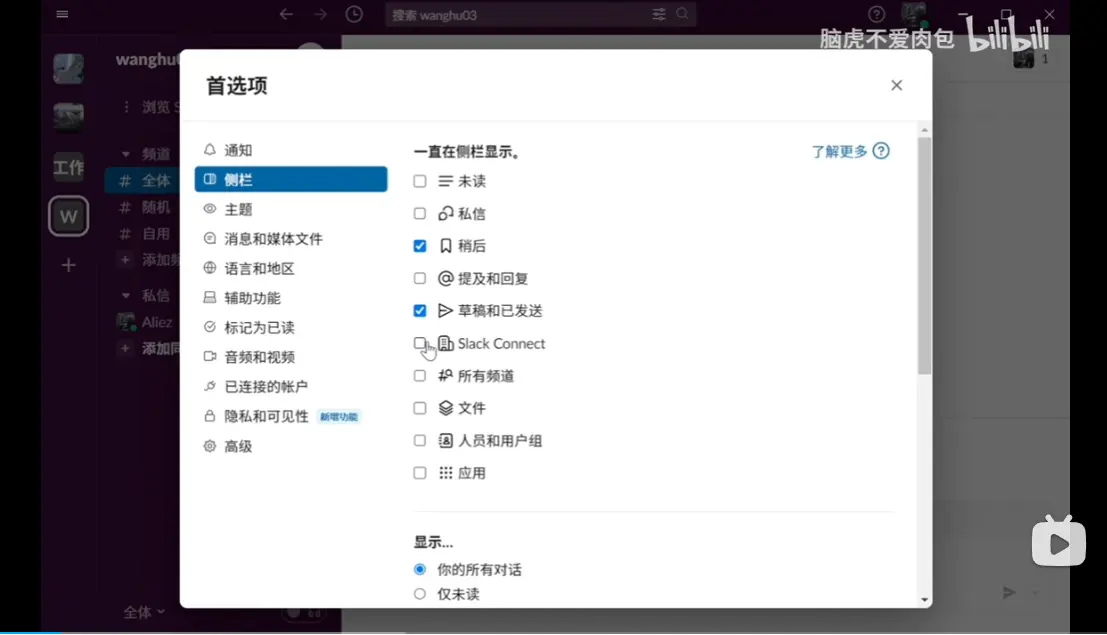 搜索 wanghu03
脑虎不爱肉包 bilibili
1
wanghu
浏览 S
频道
工作
# 全体
# 随机
W
# 自用
+ 添加频
私信
Aliez
+ 添加同
全体
首选项
通知
侧栏
主题
消息和媒体文件
语言和地区
辅助功能
标记为已读
音频和视频
已连接的帐户
隐私和可见性 新增功能
高级
一直在侧栏显示。
了解更多
未读
私信
稍后
提及和回复
草稿和已发送
Slack Connect
所有频道
文件
人员和用户组
应用
显示...
你的所有对话
仅未读